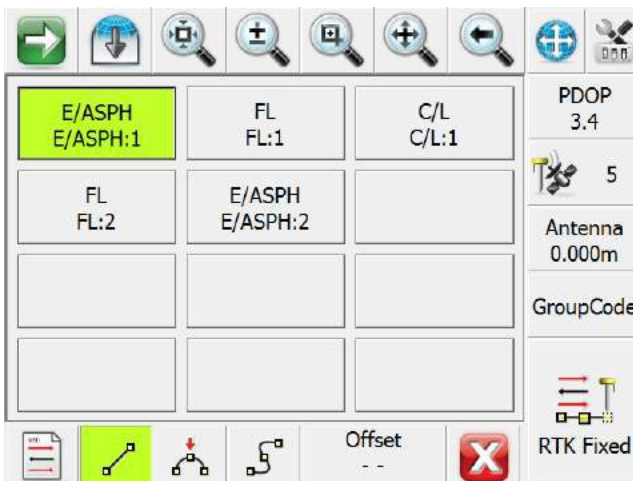 PDOP
3.4
5
Antenna
0.000m
GroupCode
RTK Fixed
E/ASPH
E/ASPH:1
FL
FL:1
C/L
C/L:1
FL
FL:2
E/ASPH
E/ASPH:2
Offset
- -